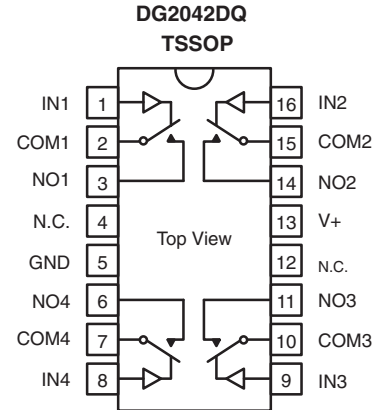 DG2042DQ
TSSOP
IN1 1 16 IN2
COM1 2 15 COM2
NO1 3 14 NO2
N.C. 4 13 V+
Top View
GND 5 12 N.C.
NO4 6 11 NO3
COM4 7 10 COM3
IN4 8 9 IN3